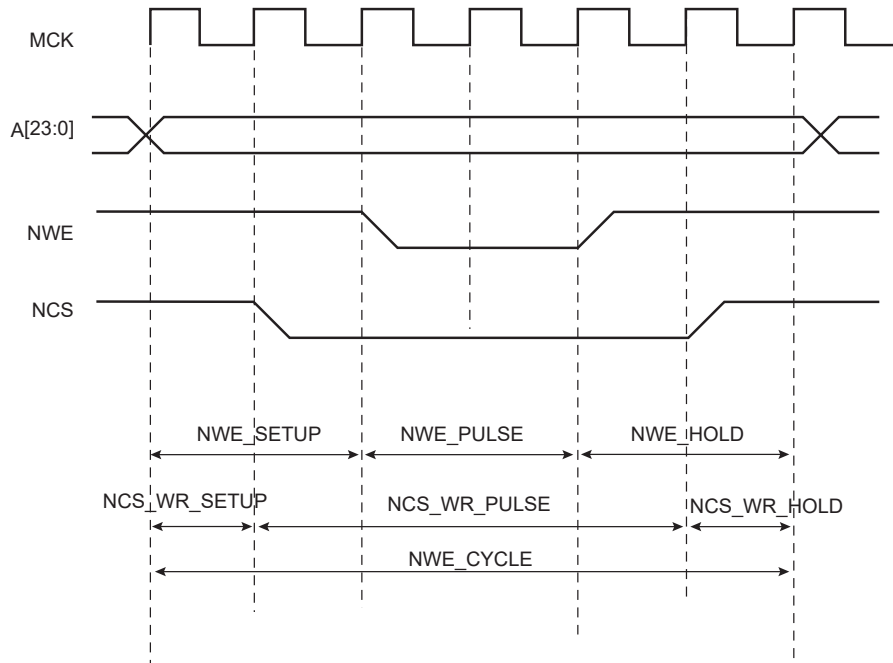 MCK
A[23:0]
NWE
NCS
NWE_SETUP NWE_PULSE NWE_HOLD
NCS_WR_SETUP NCS_WR_PULSE NCS_WR_HOLD
NWE_CYCLE